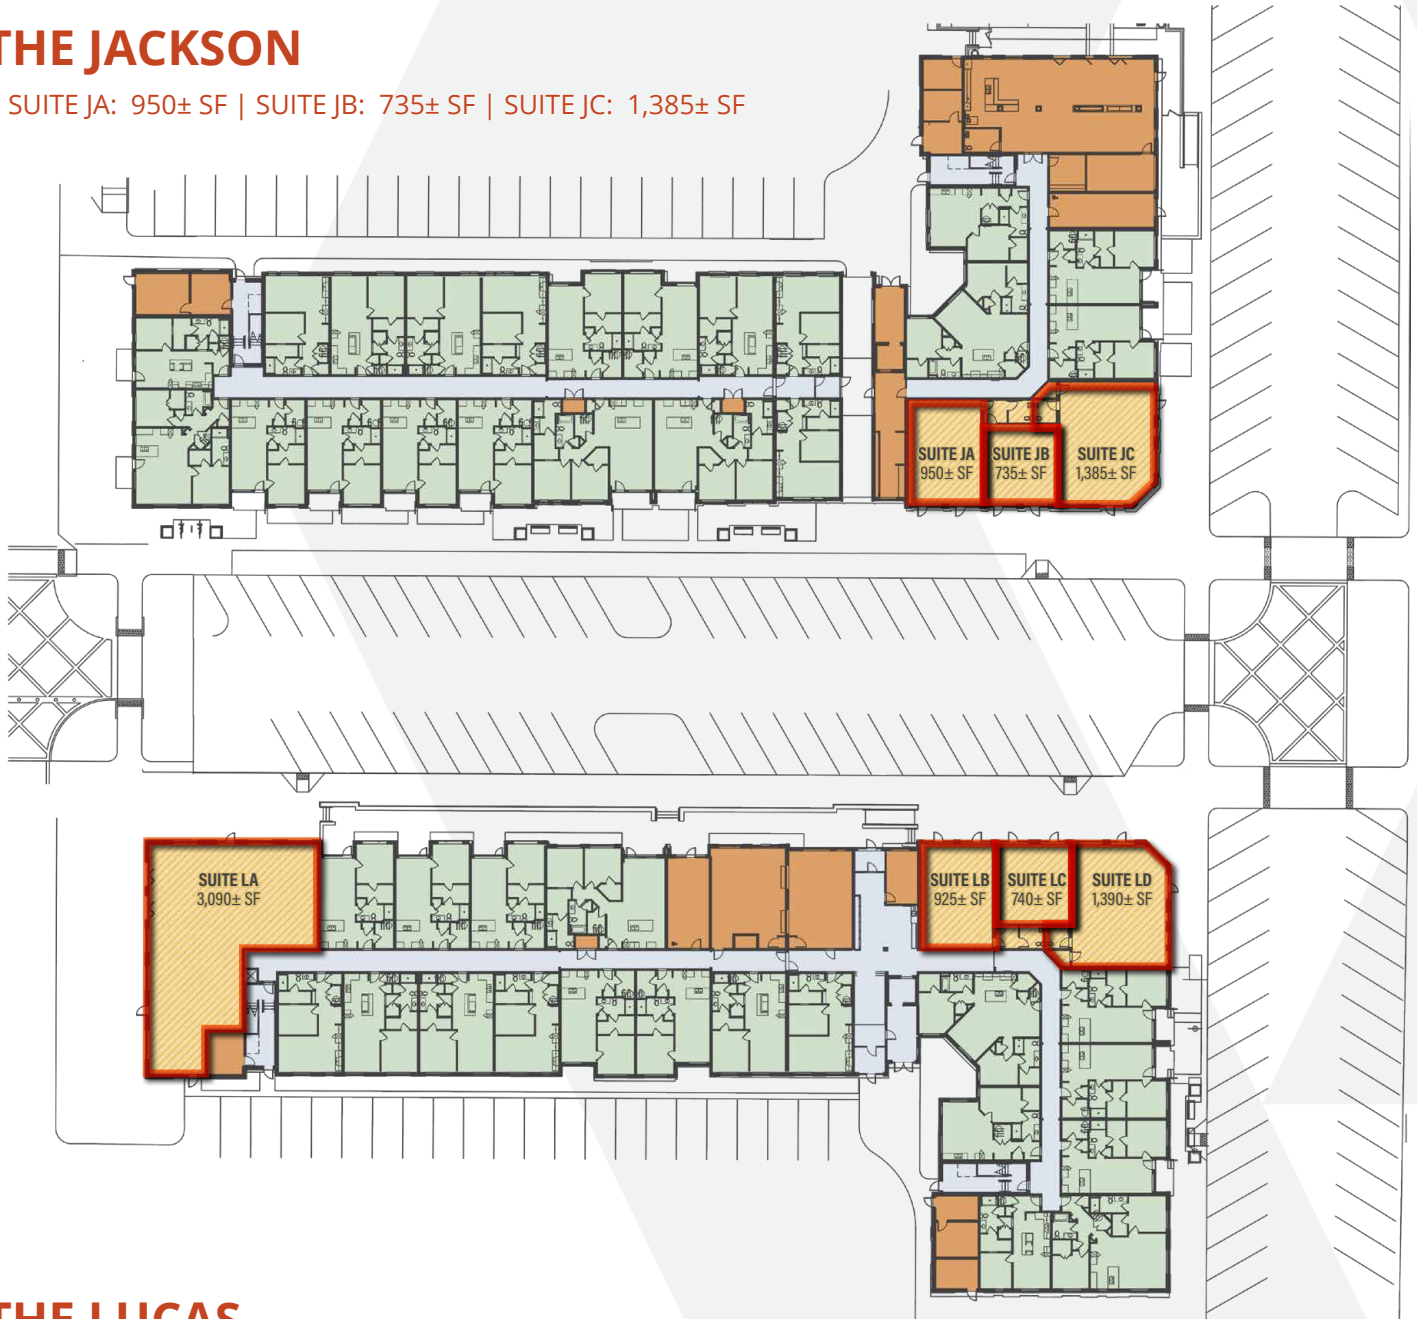 THE JACKSON
SUITE JA: 950± SF | SUITE JB: 735± SF | SUITE JC: 1,385± SF
SUITE JA
950± SF
SUITE JB
735± SF
SUITE JC
1,385± SF
SUITE LA
3,090± SF
SUITE LB
925± SF
SUITE LC
740± SF
SUITE LD
1,390± SF
THE LUCAS